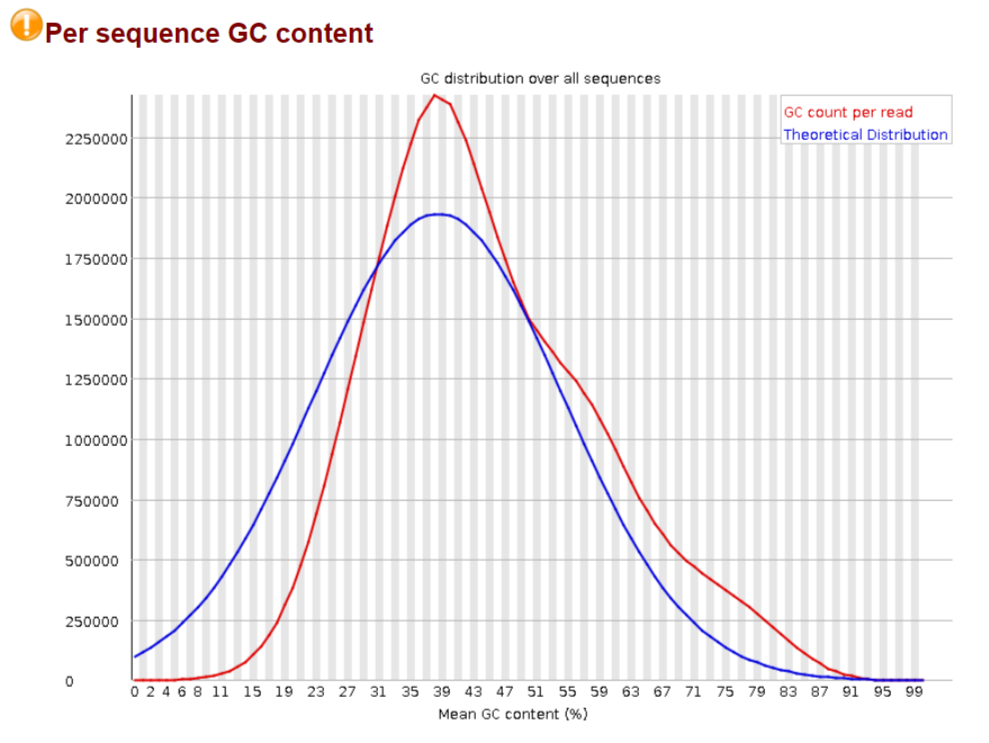 Per sequence GC content
GC distribution over all sequences
GC count per read
Theoretical Distribution
2250000
2000000
1750000
1500000
1250000
1000000
750000
500000
250000
0
0 2 4 6 8 11 15 19 23 27 31 35 39 43 47 51 55 59 63 67 71 75 79 83 87 91 95 99
Mean GC content (%)